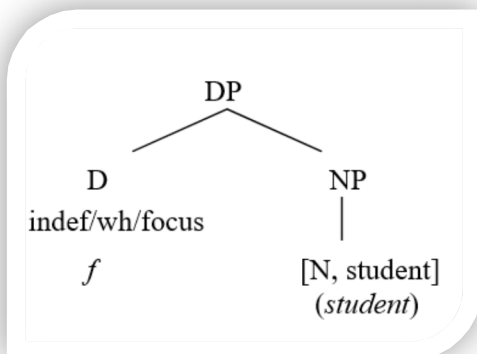 DP
D NP
indef/wh/focus
f [N, student]
(student)